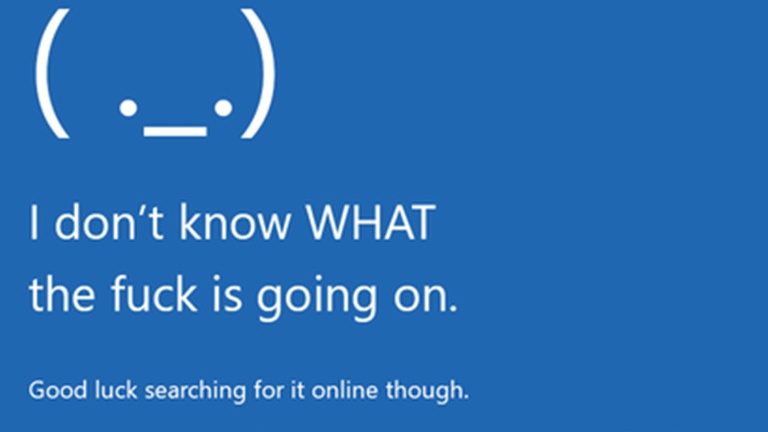 ( ._.)
I don’t know WHAT
the fuck is going on.
Good luck searching for it online though.